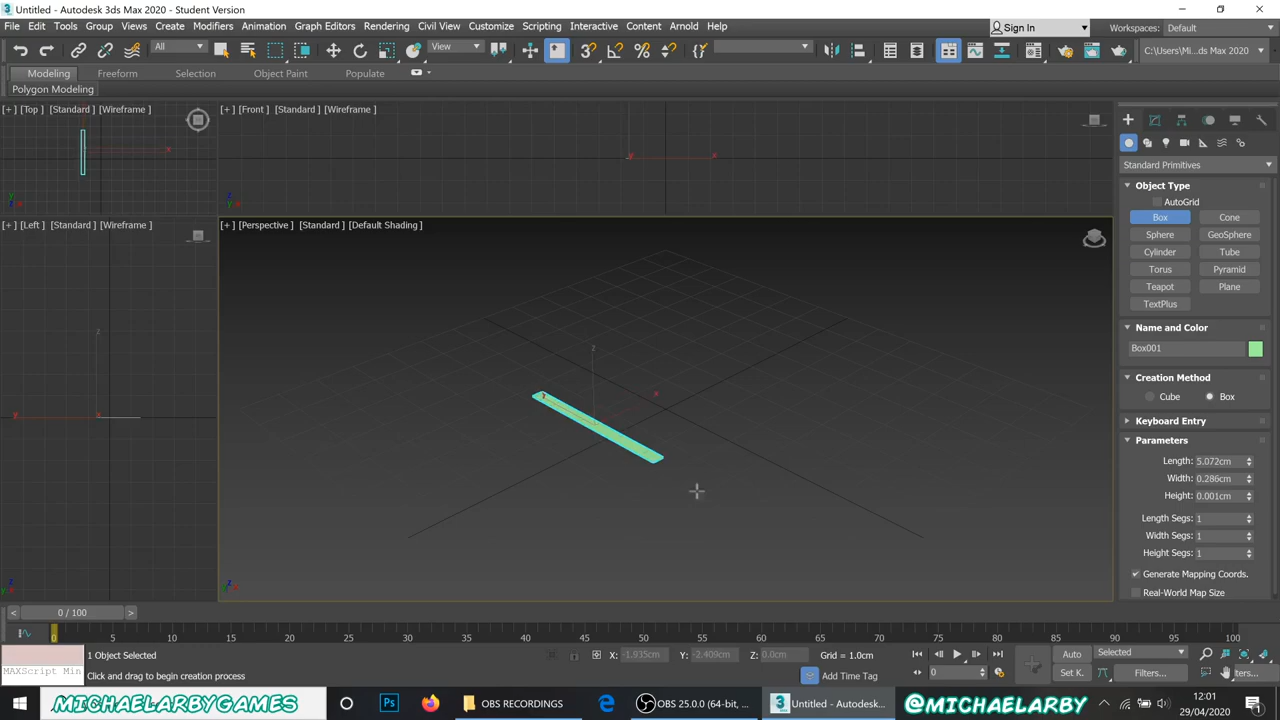 Untitled - Autodesk 3ds Max 2020 - Student Version
File Edit Tools Group Views Create Modifiers Animation Graph Editors Rendering Civil View Customize Scripting Interactive Content Arnold Help
Sign In Workspaces: Default
All View C:\Users\Mi...ds Max 2020
Modeling Freeform Selection Object Paint Populate
Polygon Modeling
[+] [Top] [Standard] [Wireframe]
[+] [Front] [Standard] [Wireframe]
[+] [Left] [Standard] [Wireframe]
[+] [Perspective] [Standard] [Default Shading]
Standard Primitives
Object Type
AutoGrid
Box Cone
Sphere GeoSphere
Cylinder Tube
Torus Pyramid
Teapot Plane
TextPlus
Name and Color
Box001
Creation Method
Cube Box
Keyboard Entry
Parameters
Length: 5.072cm
Width: 0.286cm
Height: 0.001cm
Length Segs: 1
Width Segs: 1
Height Segs: 1
Generate Mapping Coords.
Real-World Map Size
< 0 / 100 >
0 5 10 15 20 25 30 35 40 45 50 55 60 65 70 75 80 85 90 95 100
1 Object Selected X: -1.935cm Y: -2.409cm Z: 0.0cm Grid = 1.0cm Auto Selected
MAXScript Min Click and drag to begin creation process Add Time Tag 0 Set K. Filters... ters...
MICHAELARBYGAMES Ps OBS RECORDINGS OBS 25.0.0 (64-bit, ... Untitled - Autodesk... @MICHAELARBY 12:01
29/04/2020